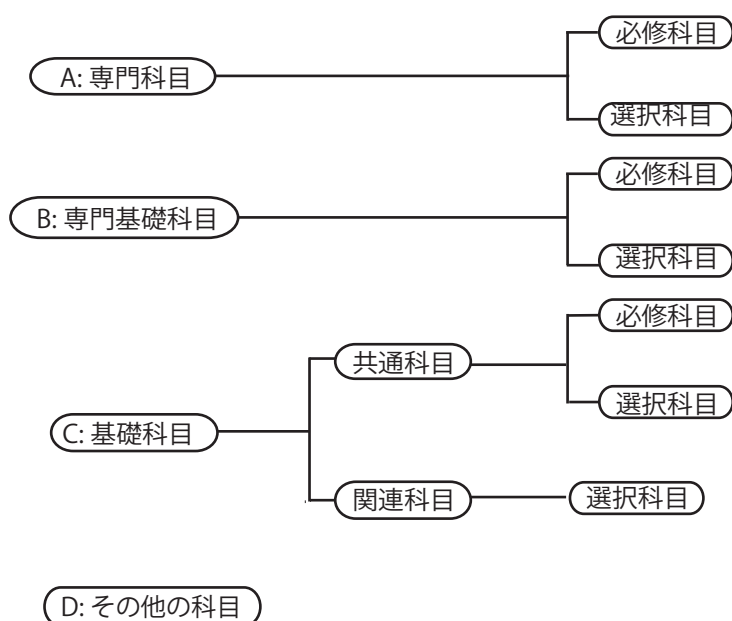 必修科目
A: 専門科目
選択科目
必修科目
B: 専門基礎科目
選択科目
必修科目
共通科目
選択科目
C: 基礎科目
関連科目
選択科目
D: その他の科目